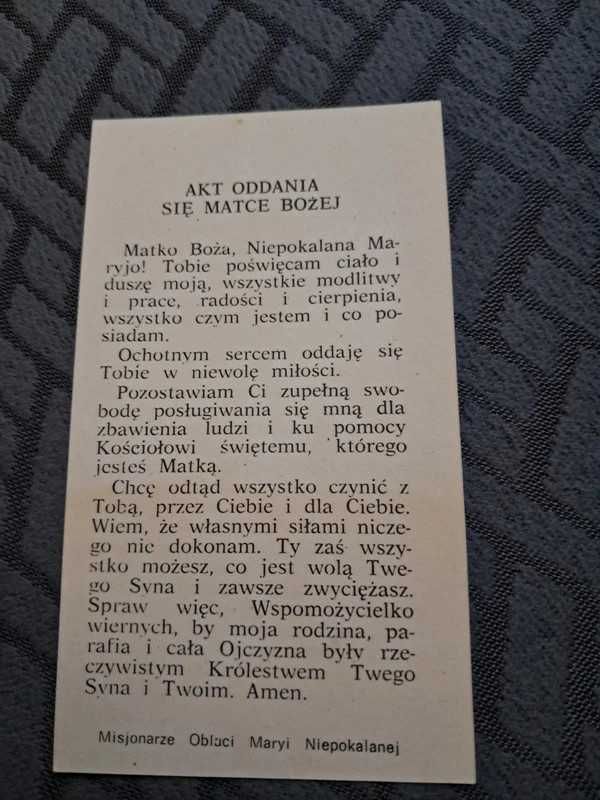 AKT ODDANIA
SIĘ MATCE BOŻEJ
Matko Boża, Niepokalana Ma-
ryjo! Tobie poświęcam ciało i
duszę moją, wszystkie modlitwy
i prace, radości i cierpienia,
wszystko czym jestem i co po-
siadam.
Ochotnym sercem oddaję się
Tobie w niewolę miłości.
Pozostawiam Ci zupełną swo-
bodę posługiwania się mną dla
zbawienia ludzi i ku pomocy
Kościołowi świętemu, którego
jesteś Matką.
Chcę odtąd wszystko czynić z
Tobą, przez Ciebie i dla Ciebie.
Wiem, że własnymi siłami nicze-
go nie dokonam. Ty zaś wszy-
stko możesz, co jest wolą Twe-
go Syna i zawsze zwyciężasz.
Spraw więc, Wspomożycielko
wiernych, by moja rodzina, pa-
rafia i cała Ojczyzna były rze-
czywistym Królestwem Twego
Syna i Twoim. Amen.
Misjonarze Oblaci Maryi Niepokalanej